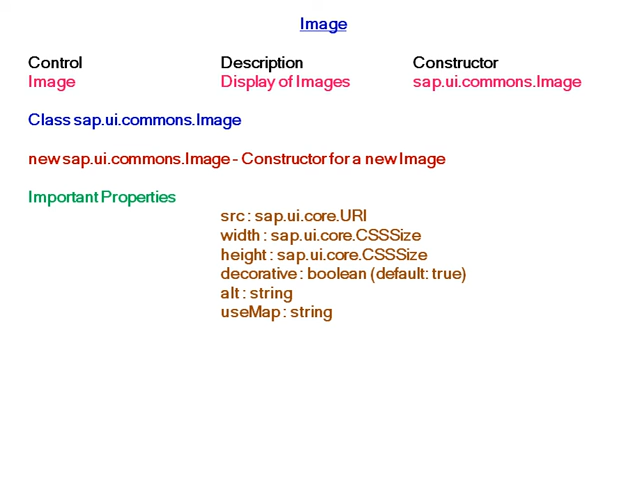 Image
Control Description Constructor
Image Display of Images sap.ui.commons.Image
Class sap.ui.commons.Image
new sap.ui.commons.Image - Constructor for a new Image
Important Properties
src : sap.ui.core.URI
width : sap.ui.core.CSSSize
height : sap.ui.core.CSSSize
decorative : boolean (default: true)
alt : string
useMap : string